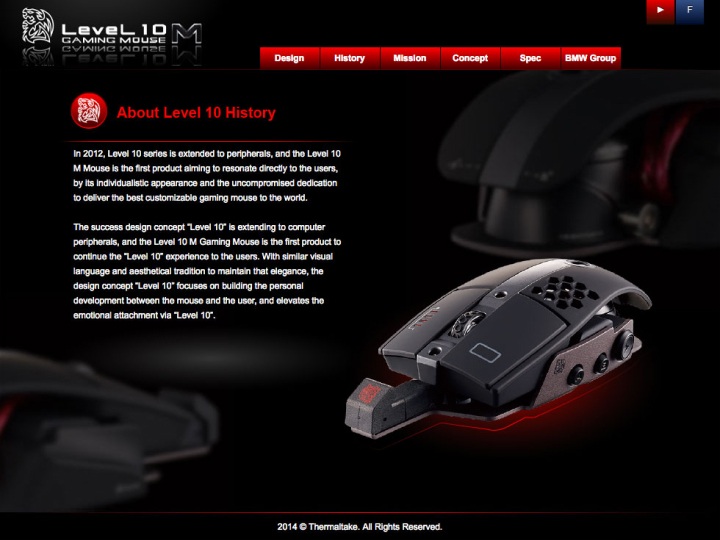 LeveL 10 M
GAMING MOUSE
F
Design History Mission Concept Spec BMW Group
About Level 10 History
In 2012, Level 10 series is extended to peripherals, and the Level 10
M Mouse is the first product aiming to resonate directly to the users,
by its individualistic appearance and the uncompromised dedication
to deliver the best customizable gaming mouse to the world.
The success design concept "Level 10" is extending to computer
peripherals, and the Level 10 M Gaming Mouse is the first product to
continue the "Level 10" experience to the users. With similar visual
language and aesthetical tradition to maintain that elegance, the
design concept "Level 10" focuses on building the personal
development between the mouse and the user, and elevates the
emotional attachment via "Level 10".
2014 © Thermaltake. All Rights Reserved.